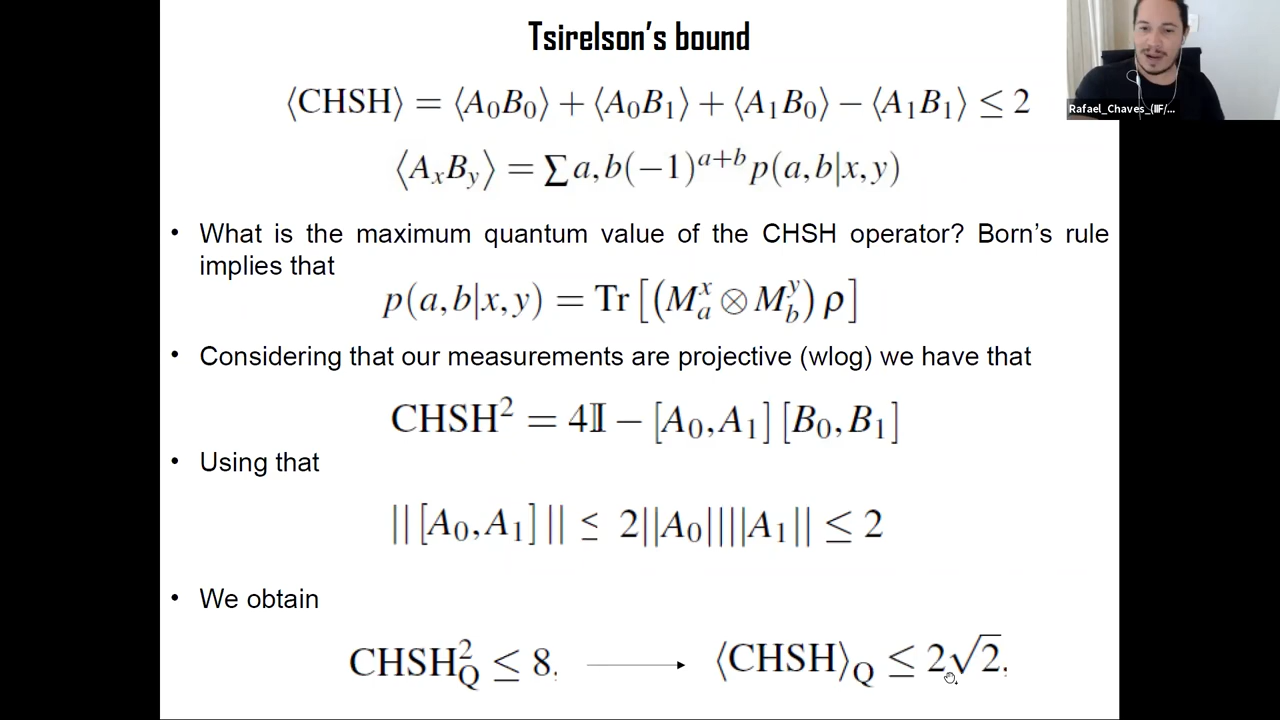 Tsirelson's bound
⟨CHSH⟩ = ⟨A₀B₀⟩ + ⟨A₀B₁⟩ + ⟨A₁B₀⟩ − ⟨A₁B₁⟩ ≤ 2
⟨AₓB_y⟩ = ∑ a,b(−1)^{a+b} p(a,b|x,y)
• What is the maximum quantum value of the CHSH operator? Born's rule
implies that
p(a,b|x,y) = Tr[(M_a^x ⊗ M_b^y) ρ]
• Considering that our measurements are projective (wlog) we have that
CHSH² = 4𝕀 − [A₀,A₁][B₀,B₁]
• Using that
||[A₀,A₁]|| ≤ 2||A₀||||A₁|| ≤ 2
• We obtain
CHSH²_Q ≤ 8. ⟶ ⟨CHSH⟩_Q ≤ 2√2.
Rafael_Chaves_(IIF/...